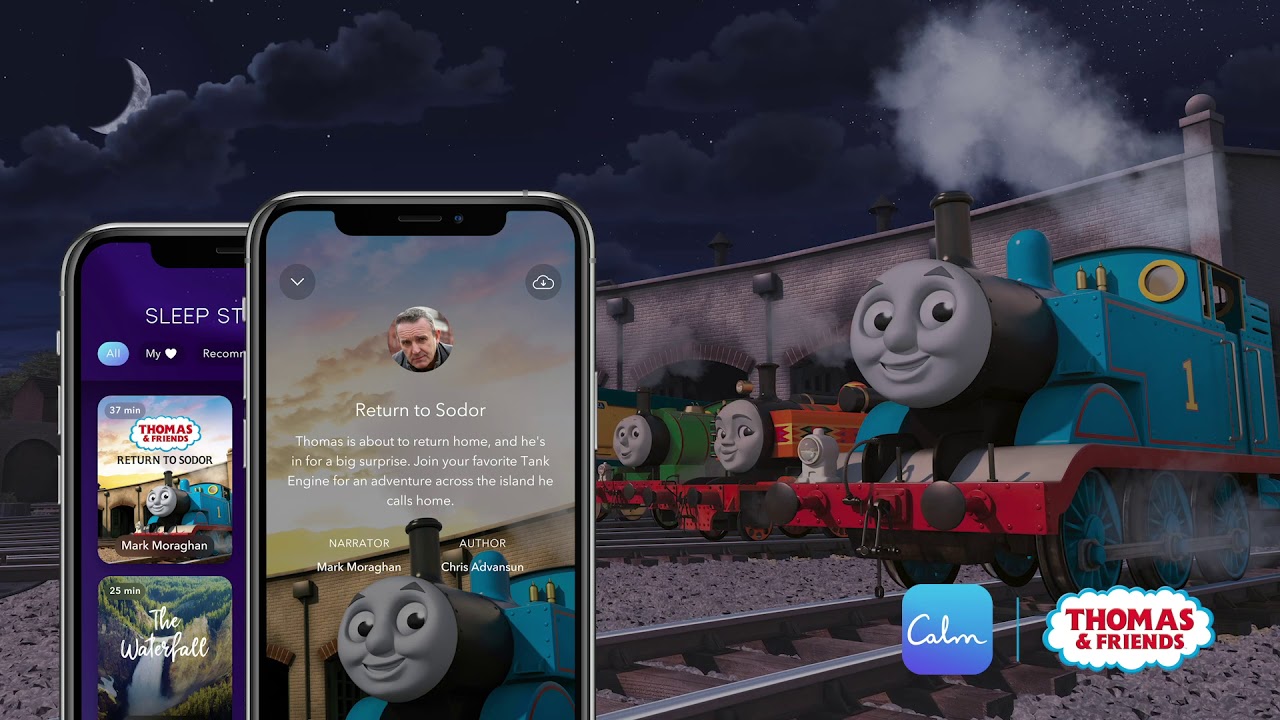 SLEEP ST
All
My
Recomm
37 min
THOMAS
& FRIENDS
RETURN TO SODOR
Mark Moraghan
25 min
The
Waterfall
Return to Sodor
Thomas is about to return home, and he's
in for a big surprise. Join your favorite Tank
Engine for an adventure across the island he
calls home.
NARRATOR
AUTHOR
Mark Moraghan
Chris Advansun
1
1
Calm
THOMAS
& FRIENDS